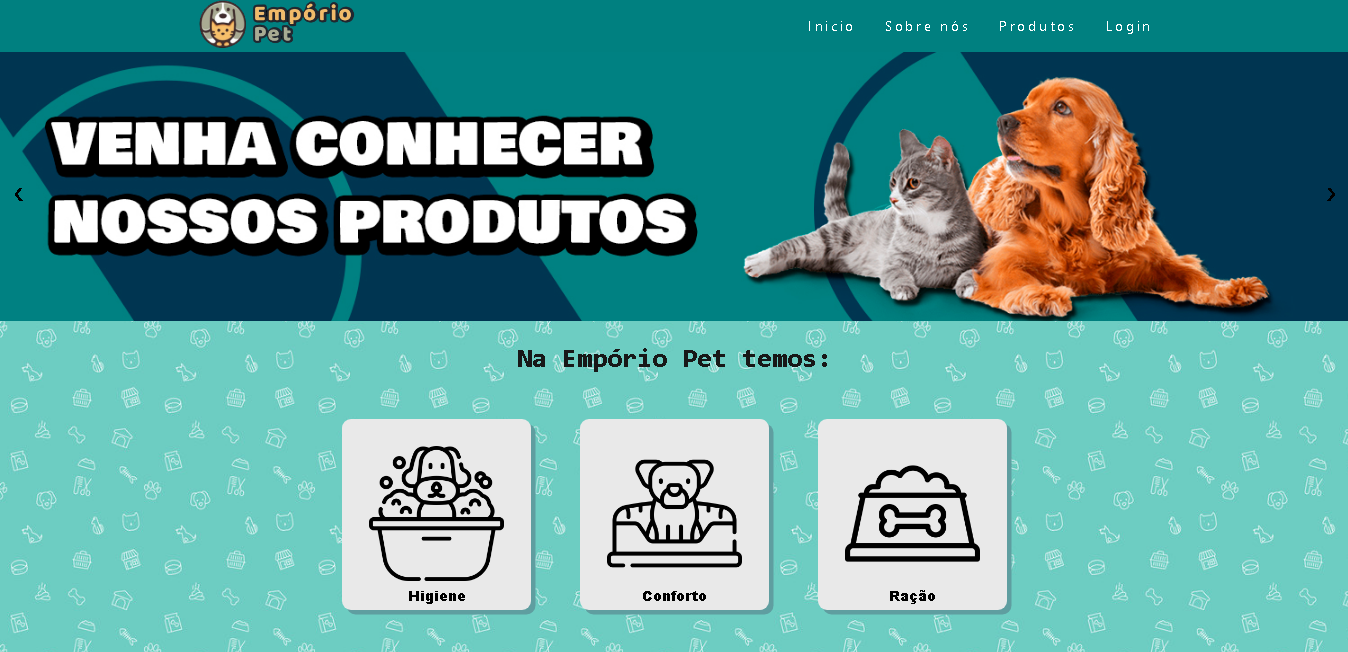 Empório
Pet
Inicio Sobre nós Produtos Login
VENHA CONHECER
NOSSOS PRODUTOS
❮ ❯
Na Empório Pet temos:
Higiene Conforto Ração